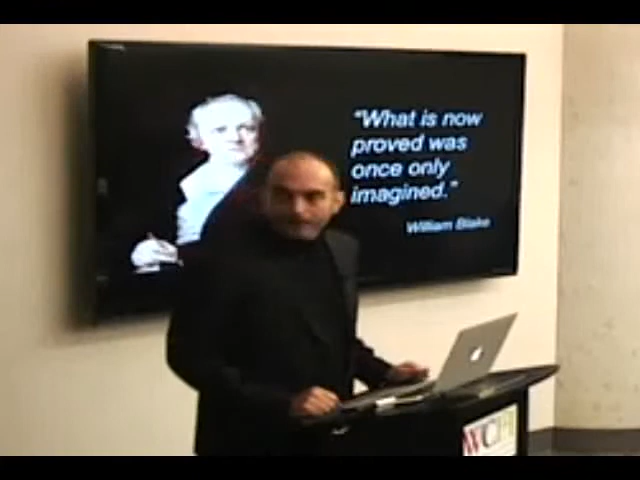 "What is now
proved was
once only
imagined."
William Blake